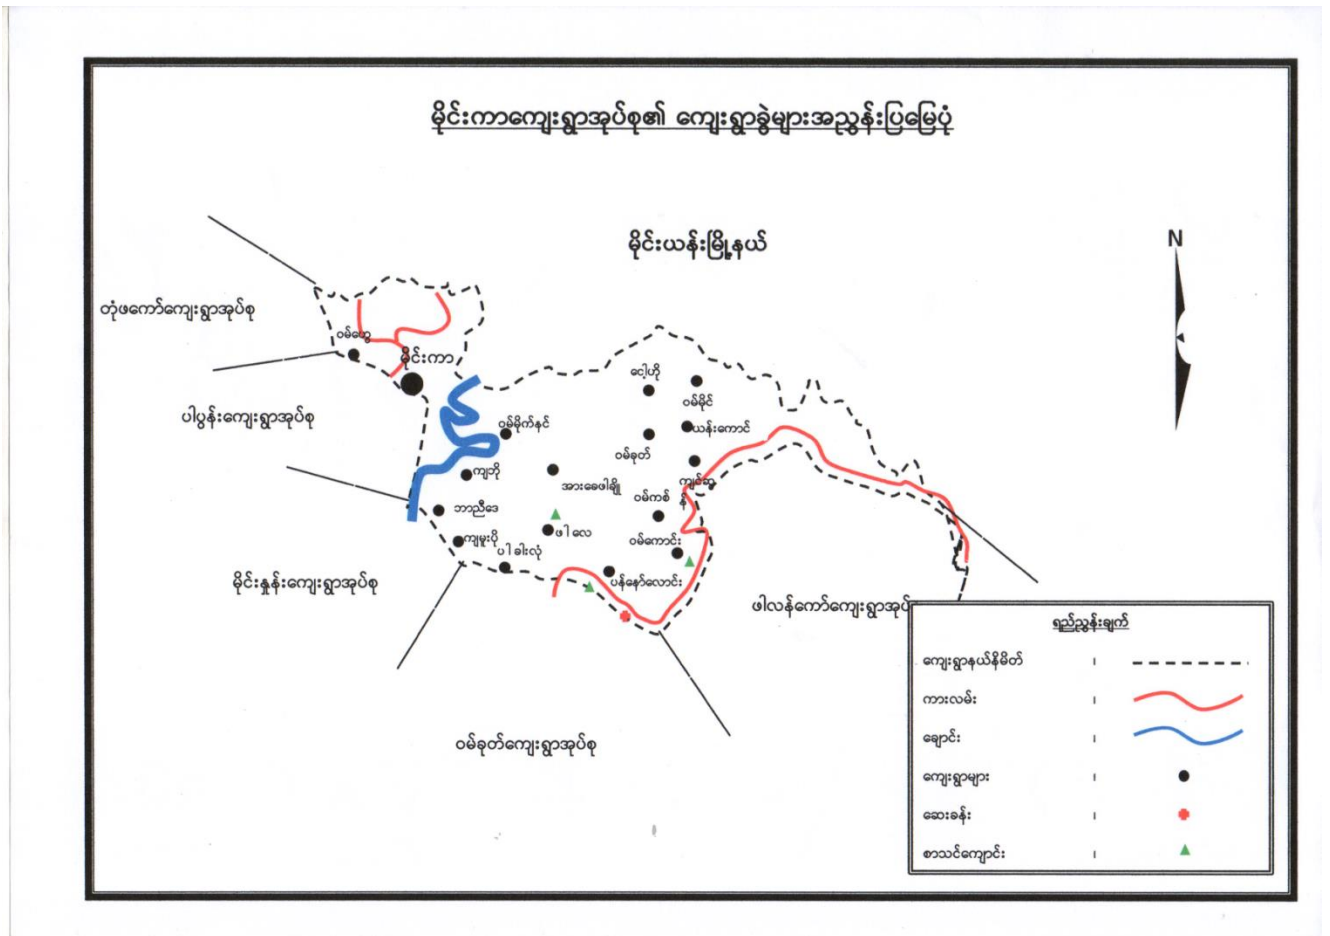 မိုင်းကာကျေးရွာအုပ်စု၏ ကျေးရွာခွဲများအညွှန်းပြမြေပုံ
မိုင်းယန်းမြို့နယ်
N
တုံဖကော်ကျေးရွာအုပ်စု
ဝမ်တွေ
မိုင်းကာ
ငေါ့ဟို
ဝမ်မိုင်
ပါပွန်းကျေးရွာအုပ်စု
ဝမ်မိုက်နင်
ယန်းကောင်
ဝမ်ခုတ်
ကျဘို
အားခေဖါချို
ကျင်ဆွန်
ဝမ်ကစ်
ဘာညီဒေ
ကျမူးပို
ဖါလေ
ဝမ်ကောင်း
ပါခါးလုံ
မိုင်းနှုန်းကျေးရွာအုပ်စု
ပန်နော်လောင်း
ဖါလန်ကော်ကျေးရွာအုပ်
ဝမ်ခုတ်ကျေးရွာအုပ်စု
ရည်ညွှန်းချက်
ကျေးရွာနယ်နိမိတ် ၊
ကားလမ်း ၊
ချောင်း ၊
ကျေးရွာများ ၊
ဆေးခန်း ၊
စာသင်ကျောင်း ၊